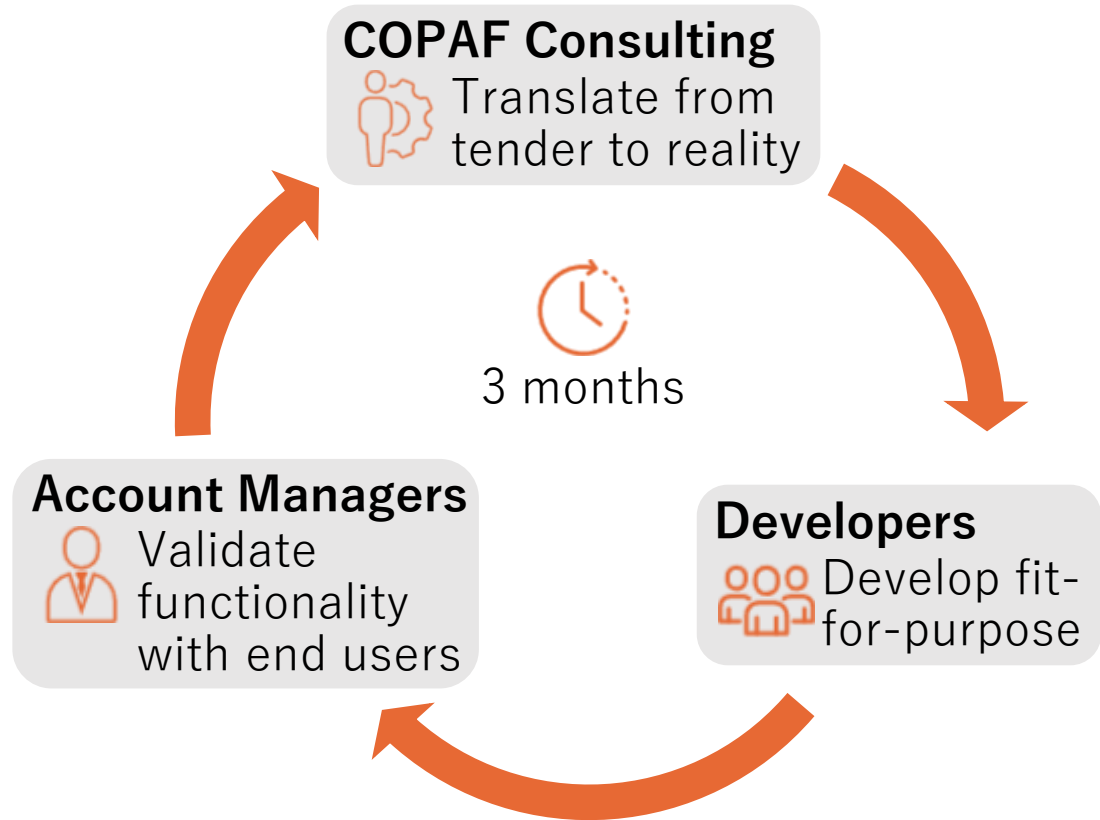 COPAF Consulting
Translate from
tender to reality
3 months
Account Managers
Validate
functionality
with end users
Developers
Develop fit-
for-purpose